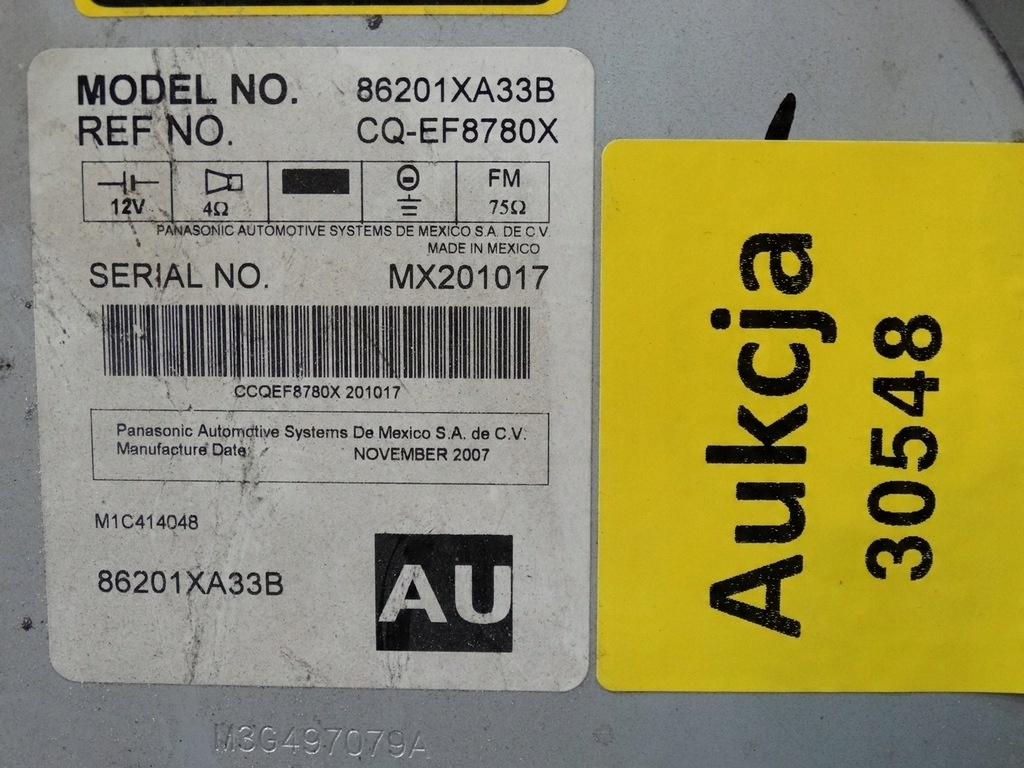 MODEL NO. 86201XA33B
REF NO. CQ-EF8780X
12V 4Ω FM 75Ω
PANASONIC AUTOMOTIVE SYSTEMS DE MEXICO S.A. DE C.V.
MADE IN MEXICO
SERIAL NO. MX201017
CCQEF8780X 201017
Panasonic Automotive Systems De Mexico S.A. de C.V.
Manufacture Date: NOVEMBER 2007
M1C414048
86201XA33B
AU
M3G497079A
Aukcja
30548